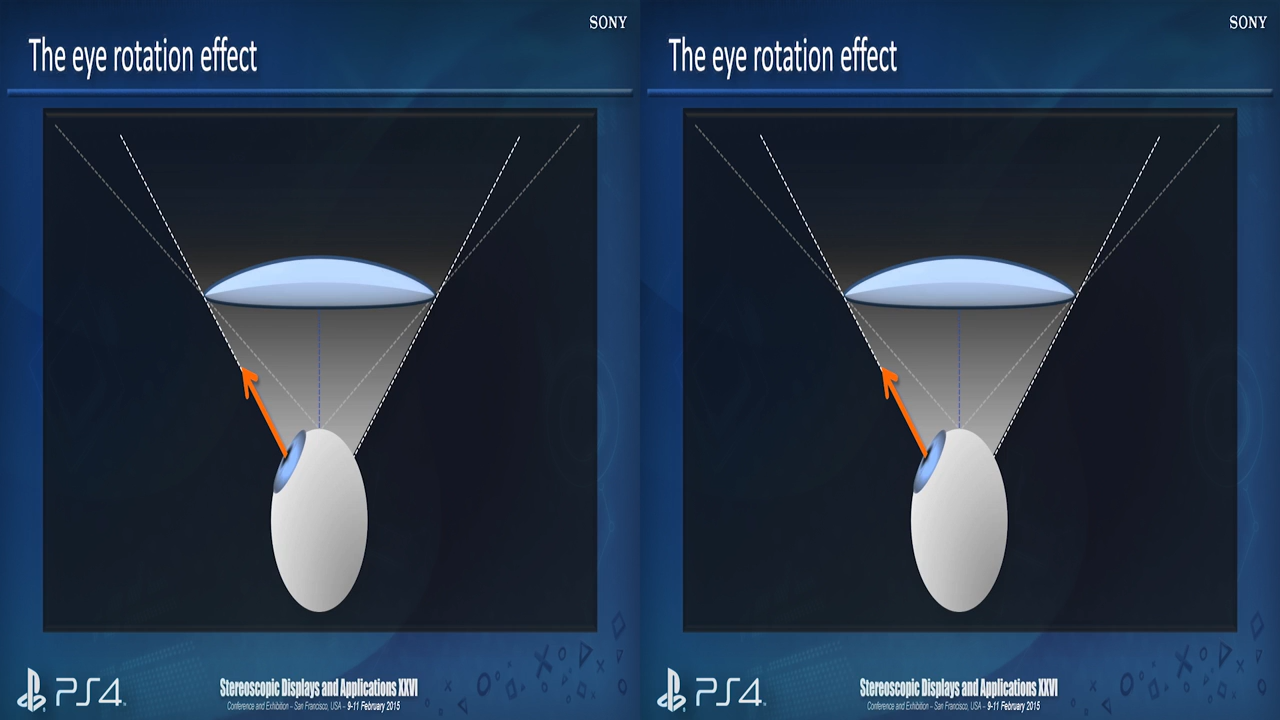 SONY
The eye rotation effect
PS4
Stereoscopic Displays and Applications XXVI
Conference and Exhibition – San Francisco, USA – 9-11 February 2015
SONY
The eye rotation effect
PS4
Stereoscopic Displays and Applications XXVI
Conference and Exhibition – San Francisco, USA – 9-11 February 2015